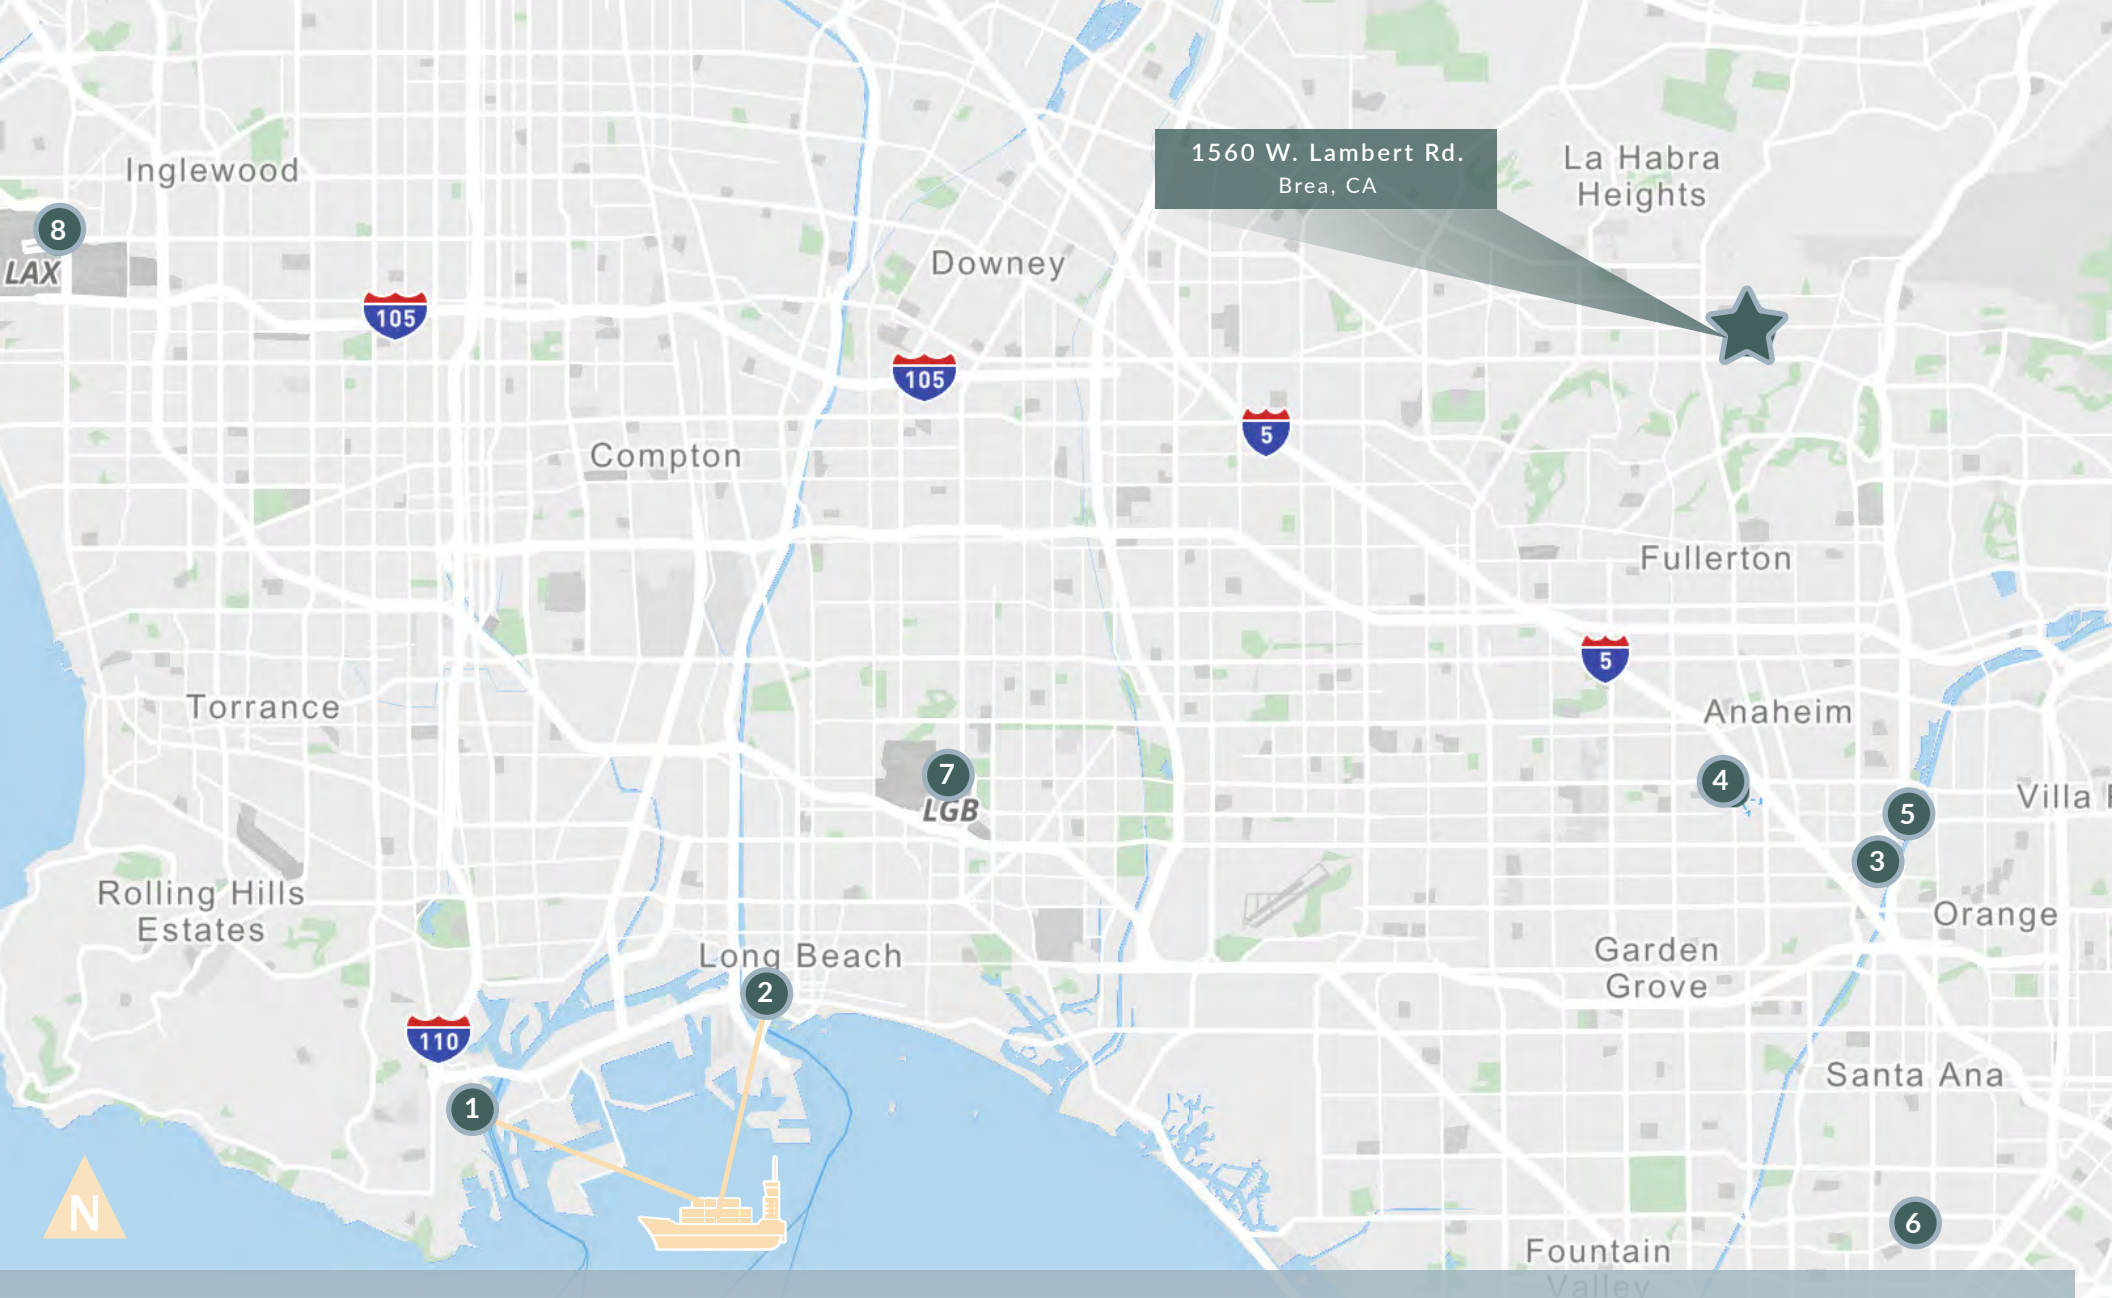 1560 W. Lambert Rd.
Brea, CA
La Habra
Heights
Inglewood
8
LAX
Downey
105
105
5
Compton
Fullerton
5
Torrance
Anaheim
7
LGB
4
Villa
5
3
Rolling Hills
Estates
Orange
Long Beach
Garden
Grove
2
110
Santa Ana
1
N
6
Fountain
Valley